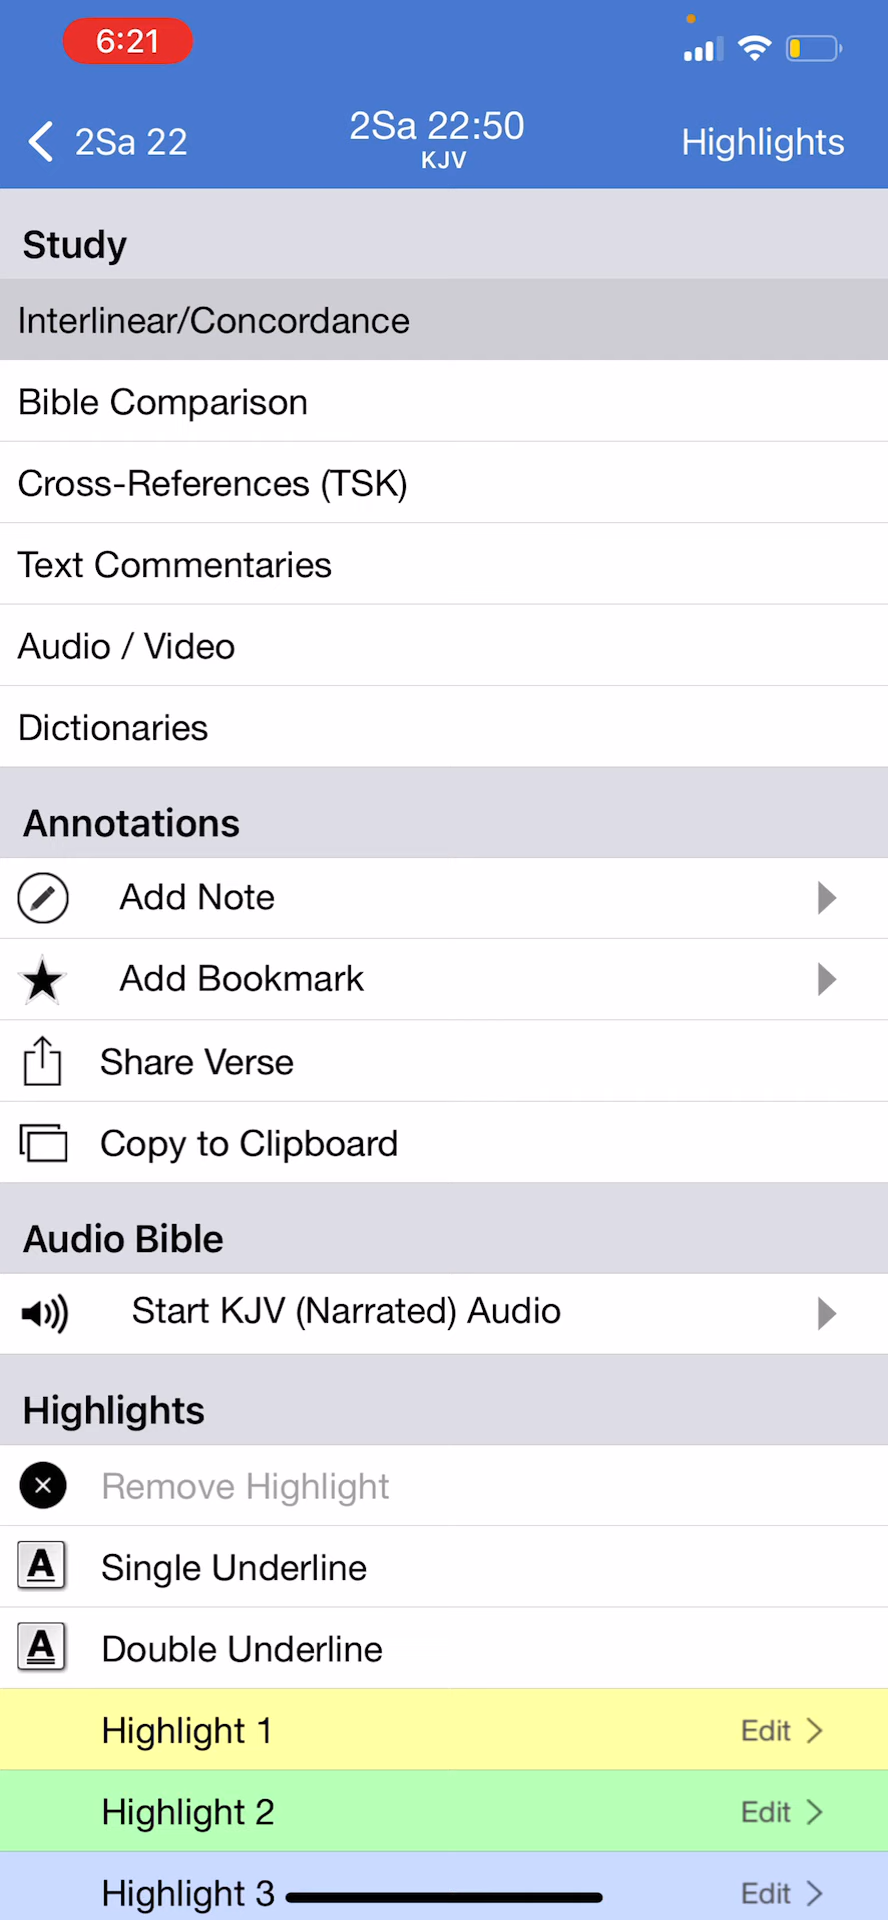 6:21
2Sa 22
2Sa 22:50
KJV
Highlights
Study
Interlinear/Concordance
Bible Comparison
Cross-References (TSK)
Text Commentaries
Audio / Video
Dictionaries
Annotations
Add Note
Add Bookmark
Share Verse
Copy to Clipboard
Audio Bible
Start KJV (Narrated) Audio
Highlights
Remove Highlight
A Single Underline
A Double Underline
Highlight 1 Edit
Highlight 2 Edit
Highlight 3 Edit